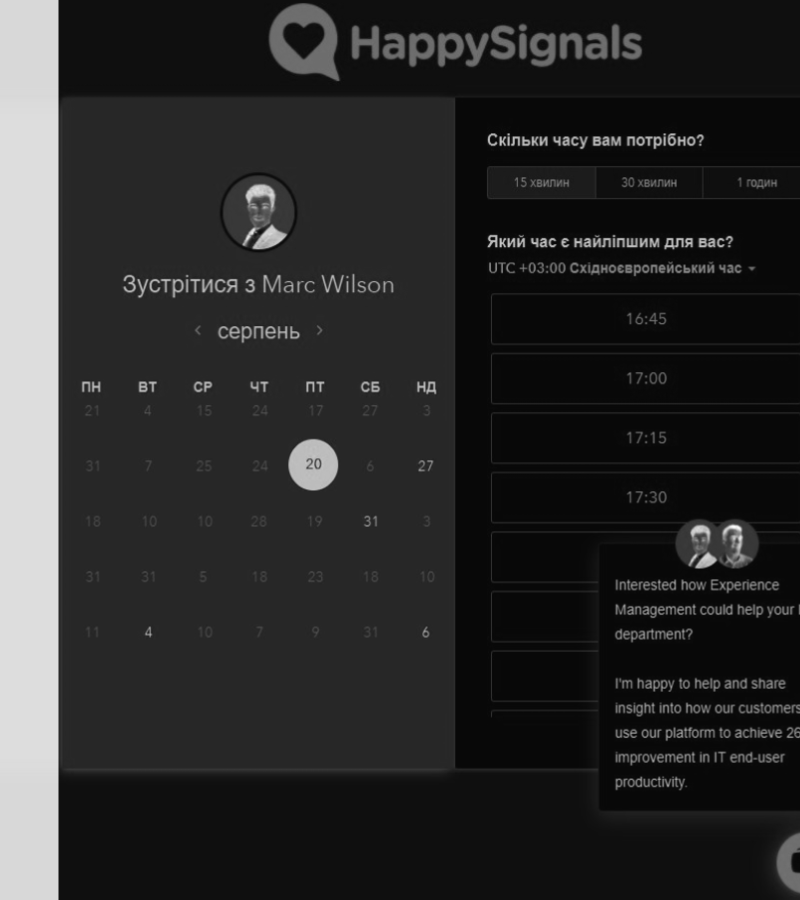 HappySignals
Зустрітися з Marc Wilson
серпень
ПН ВТ СР ЧТ ПТ СБ НД
21 4 15 24 17 27 3
31 7 25 24 20 6 27
18 10 10 28 19 31 3
31 31 5 18 23 18 10
11 4 10 7 9 31 6
Скільки часу вам потрібно?
15 хвилин 30 хвилин 1 годин
Який час є найліпшим для вас?
UTC +03:00 Східноєвропейський час
16:45
17:00
17:15
17:30
Interested how Experience
Management could help your
department?
I'm happy to help and share
insight into how our customers
use our platform to achieve 26
improvement in IT end-user
productivity.